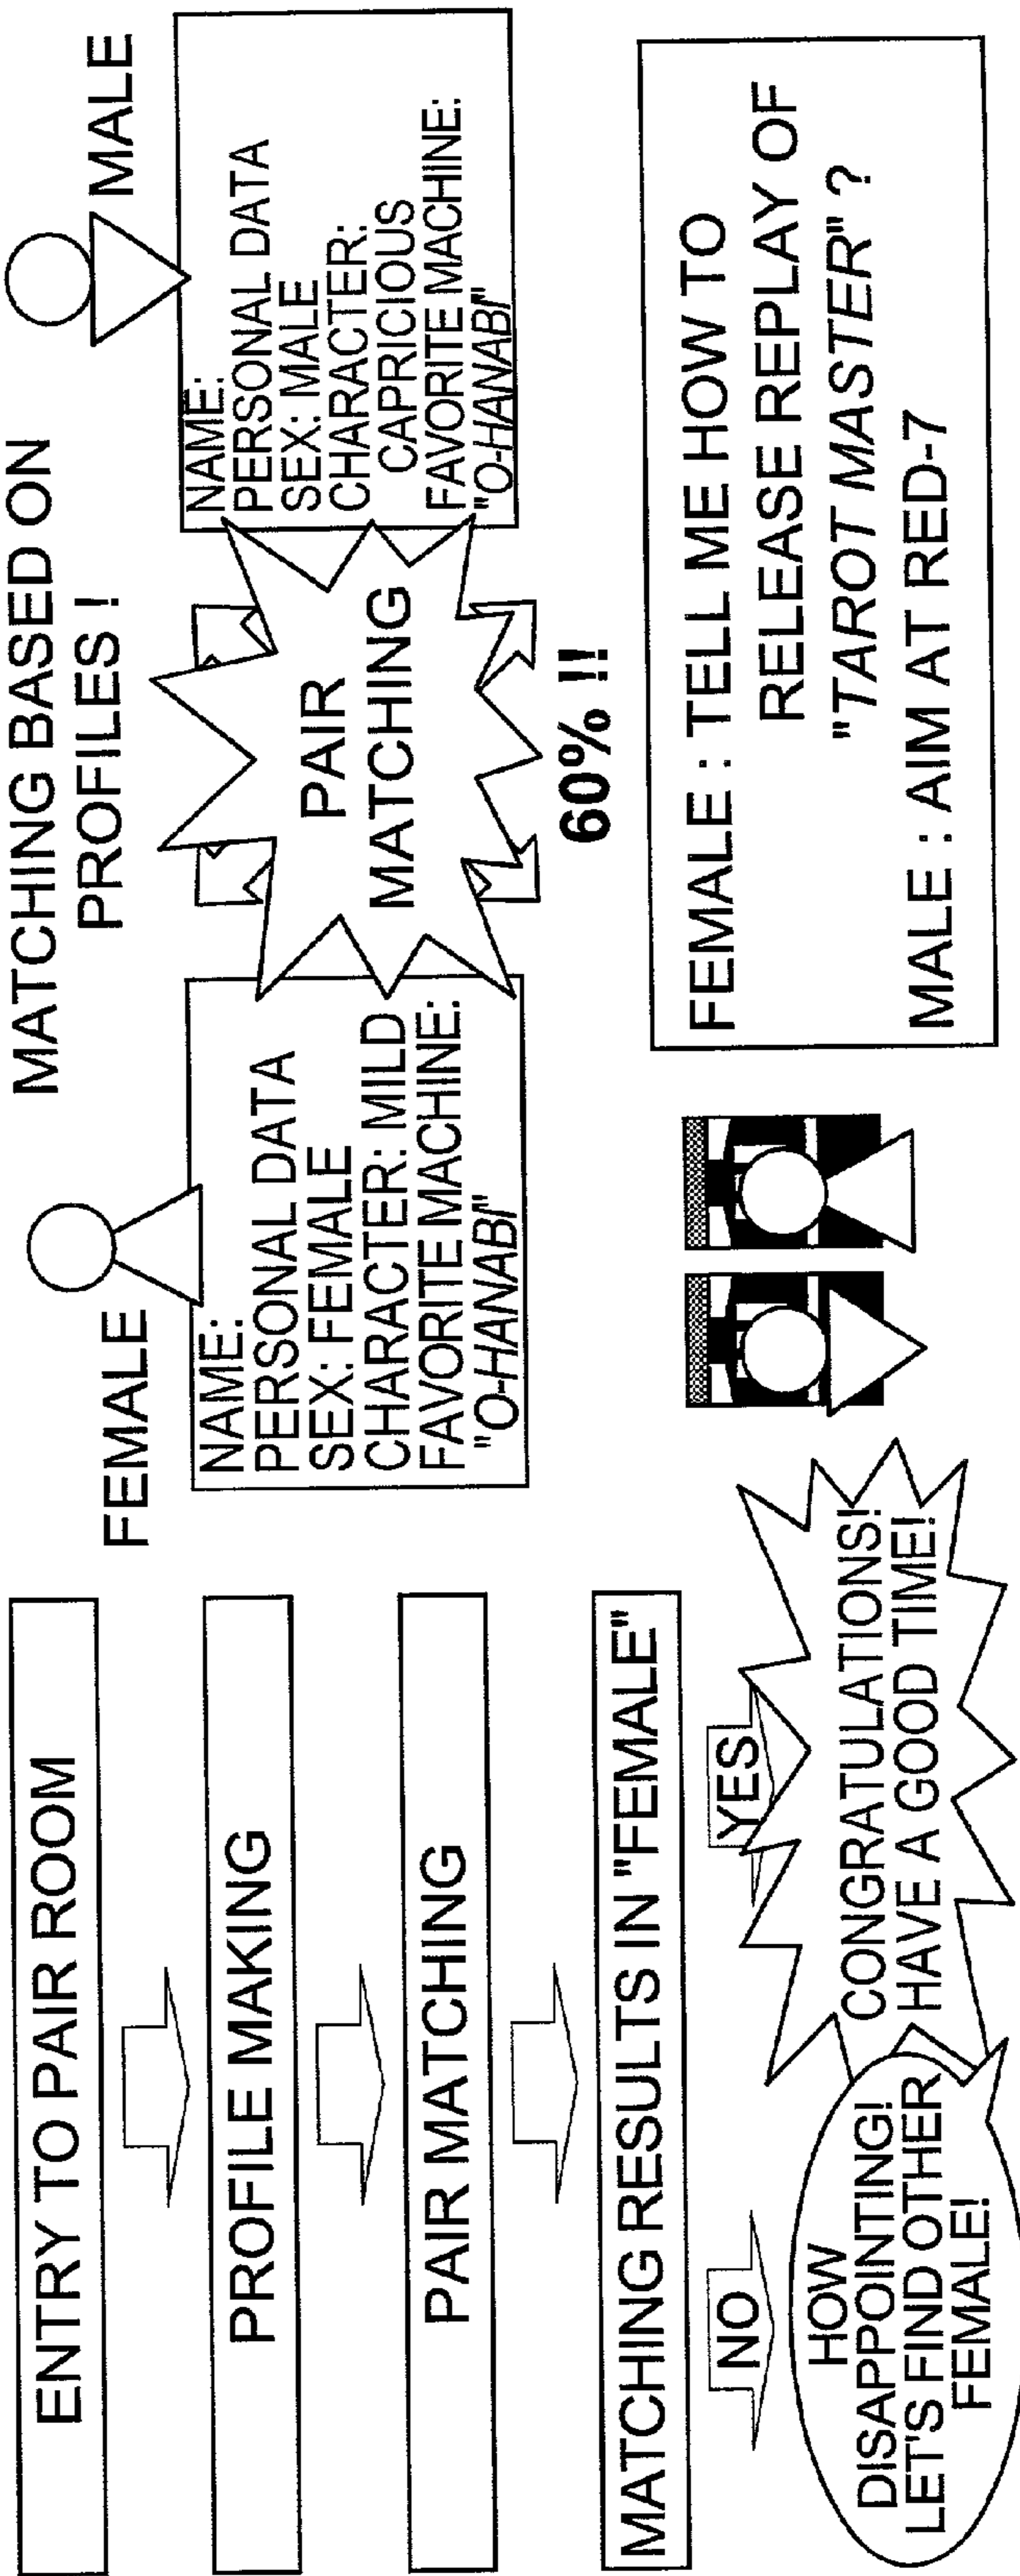 ENTRY TO PAIR ROOM
PROFILE MAKING
PAIR MATCHING
MATCHING RESULTS IN "FEMALE"
NO
YES
HOW
DISAPPOINTING!
LET'S FIND OTHER
FEMALE!
CONGRATULATIONS!
HAVE A GOOD TIME!
MATCHING BASED ON
PROFILES !
FEMALE
NAME:
PERSONAL DATA
SEX: FEMALE
CHARACTER: MILD
FAVORITE MACHINE:
"O-HANABI"
PAIR
MATCHING
60% !!
MALE
NAME:
PERSONAL DATA
SEX: MALE
CHARACTER:
CAPRICIOUS
FAVORITE MACHINE:
"O-HANABI"
FEMALE : TELL ME HOW TO
RELEASE REPLAY OF
"TAROT MASTER" ?
MALE : AIM AT RED-7